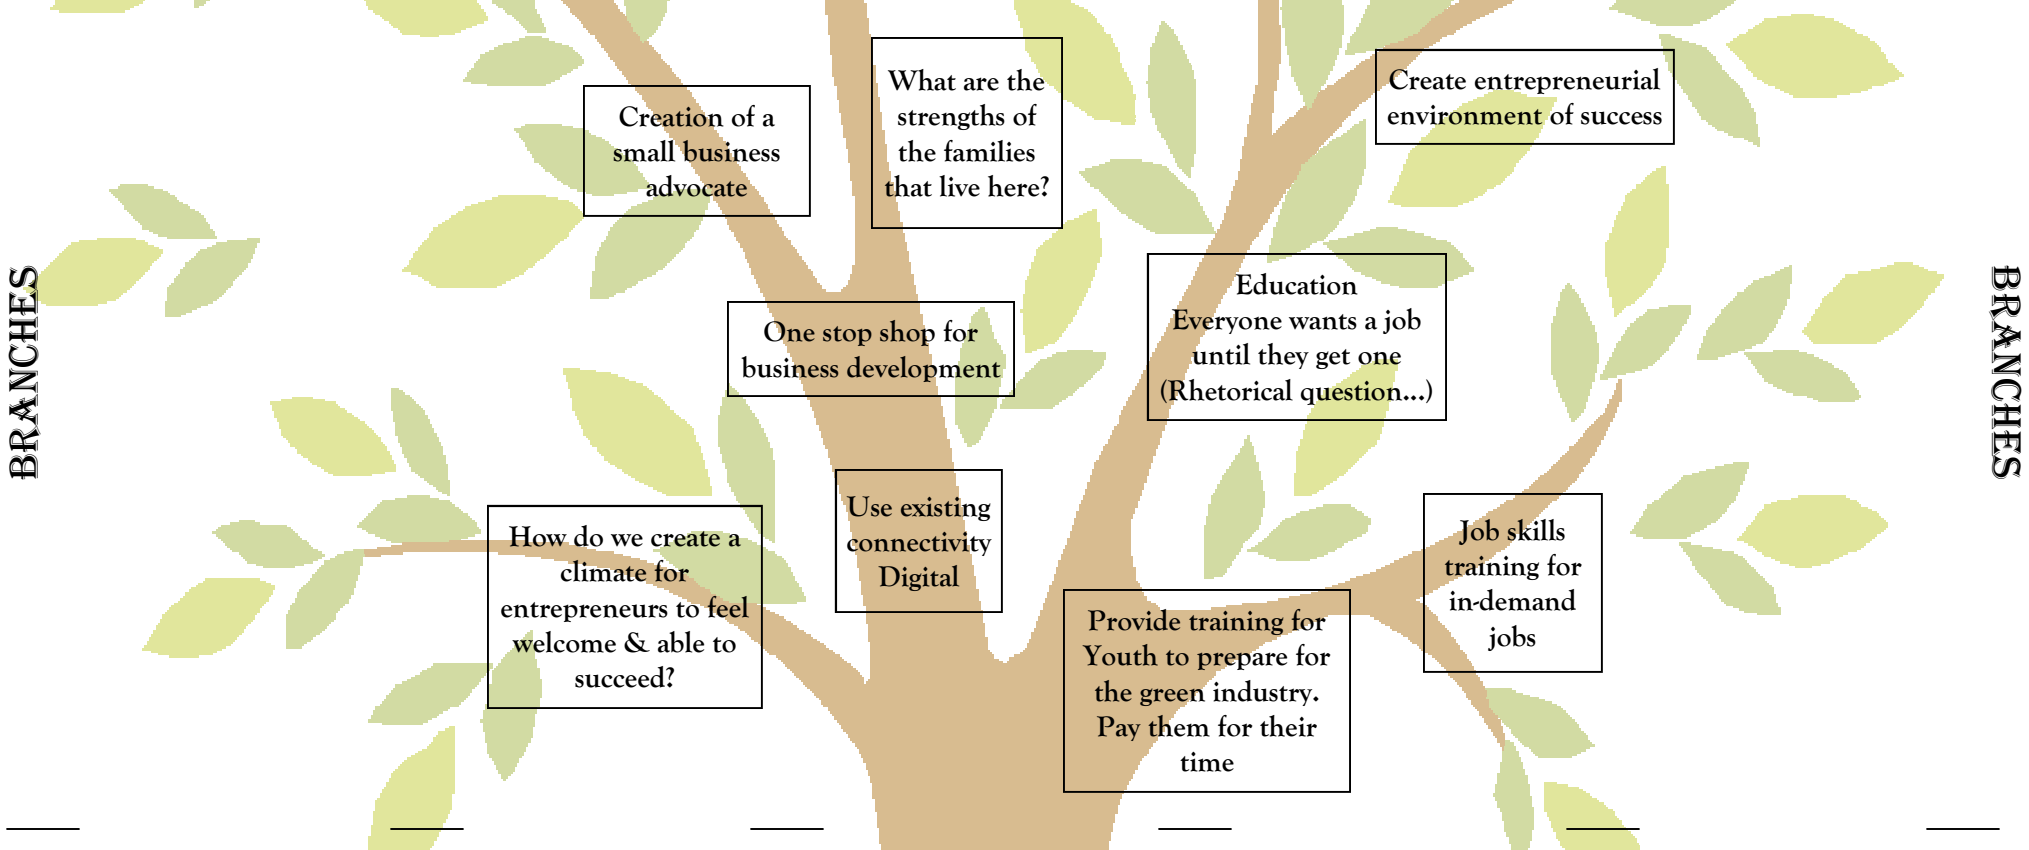 BRANCHES
Creation of a
small business
advocate
What are the
strengths of
the families
that live here?
Create entrepreneurial
environment of success
One stop shop for
business development
Education
Everyone wants a job
until they get one
(Rhetorical question...)
How do we create a
climate for
entrepreneurs to feel
welcome & able to
succeed?
Use existing
connectivity
Digital
Provide training for
Youth to prepare for
the green industry.
Pay them for their
time
Job skills
training for
in-demand
jobs
BRANCHES